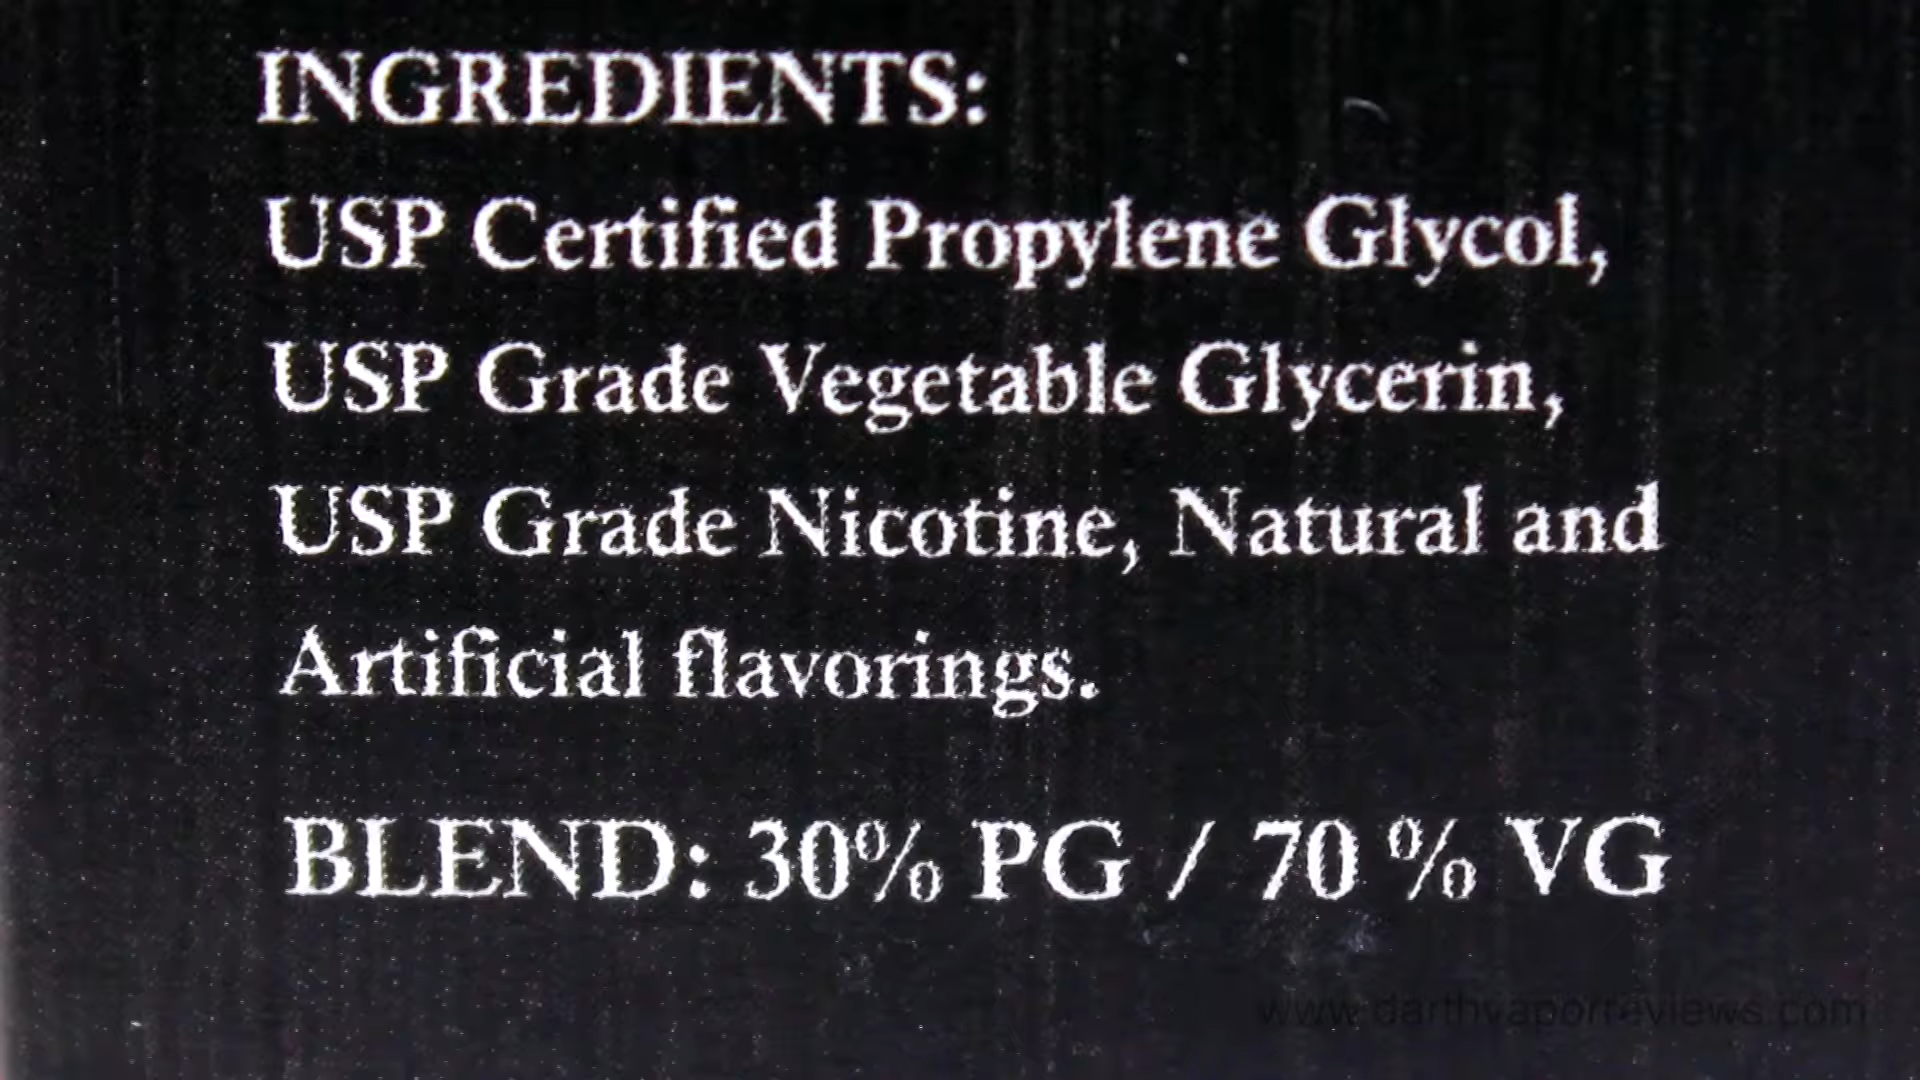 INGREDIENTS:
USP Certified Propylene Glycol,
USP Grade Vegetable Glycerin,
USP Grade Nicotine, Natural and
Artificial flavorings.
BLEND: 30% PG / 70 % VG
www.darthvaporreviews.com